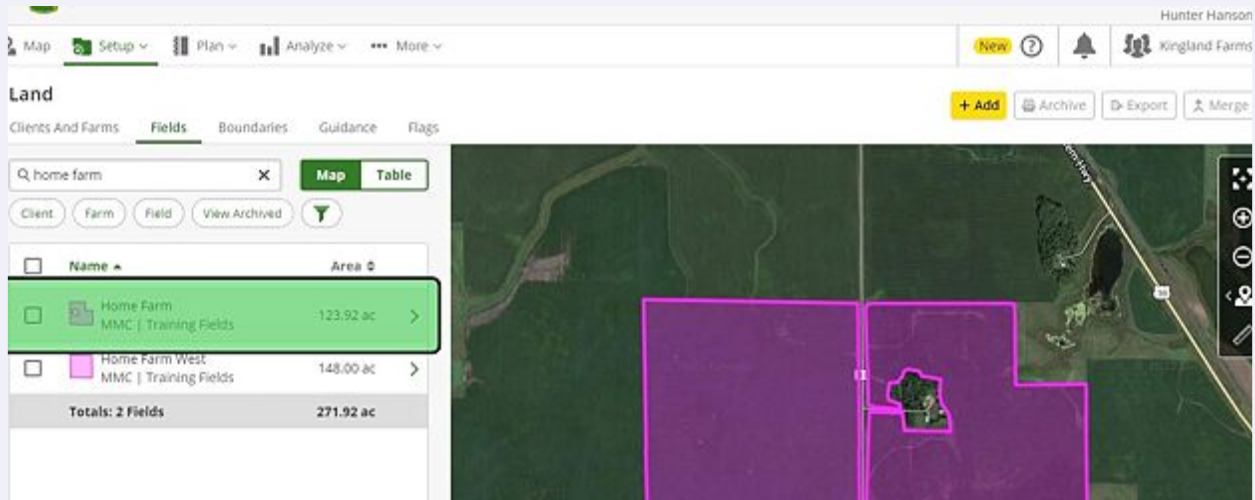 Hunter Hanson
Map Setup Plan Analyze More New Kingland Farms
Land
+ Add Archive Export Merge
Clients And Farms Fields Boundaries Guidance Flags
home farm Map Table
Client Farm Field View Archived
Name Area
Home Farm
MMC | Training Fields
123.92 ac
Home Farm West
MMC | Training Fields
148.00 ac
Totals: 2 Fields 271.92 ac